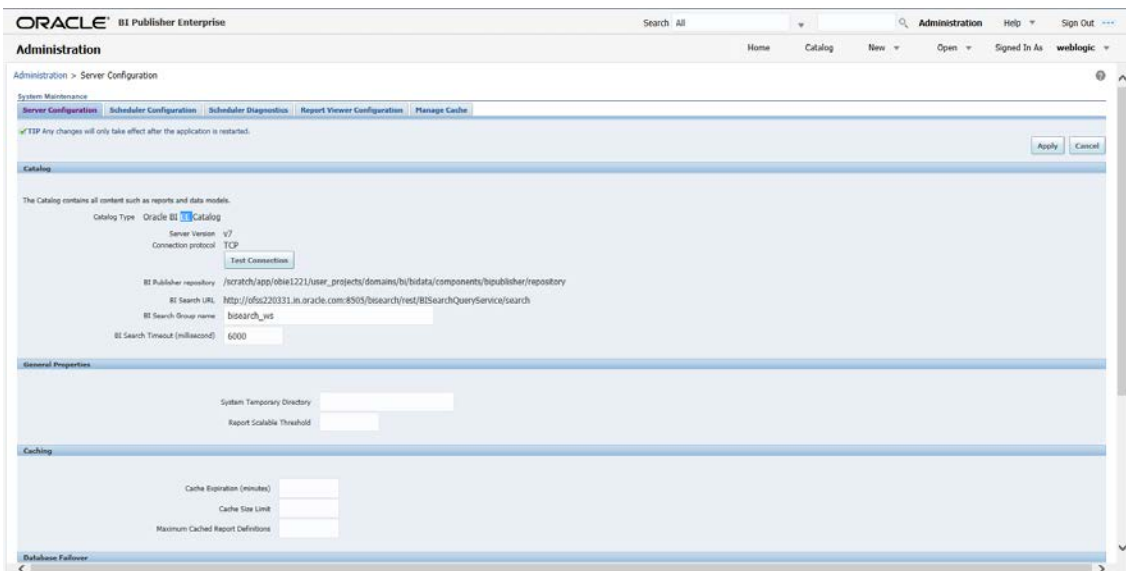 ORACLE' BI Publisher Enterprise
Search All
Administration Help Sign Out
Administration
Home Catalog New Open Signed In As weblogic
Administration > Server Configuration
System Maintenance
Server Configuration Scheduler Configuration Scheduler Diagnostics Report Viewer Configuration Manage Cache
TIP Any changes will only take effect after the application is restarted.
Apply Cancel
Catalog
The Catalog contains all content such as reports and data models.
Catalog Type Oracle BI EE Catalog
Server Version v7
Connection protocol TCP
Test Connection
BI Publisher repository /scratch/app/obie1221/user_projects/domains/bi/bidata/components/bipublisher/repository
BI Search URL http://ofss220331.in.oracle.com:8505/bisearch/rest/BISearchQueryService/search
BI Search Group name bisearch_ws
BI Search Timeout (millisecond) 6000
General Properties
System Temporary Directory
Report Scalable Threshold
Caching
Cache Expiration (minutes)
Cache Size Limit
Maximum Cached Report Definitions
Database Failover